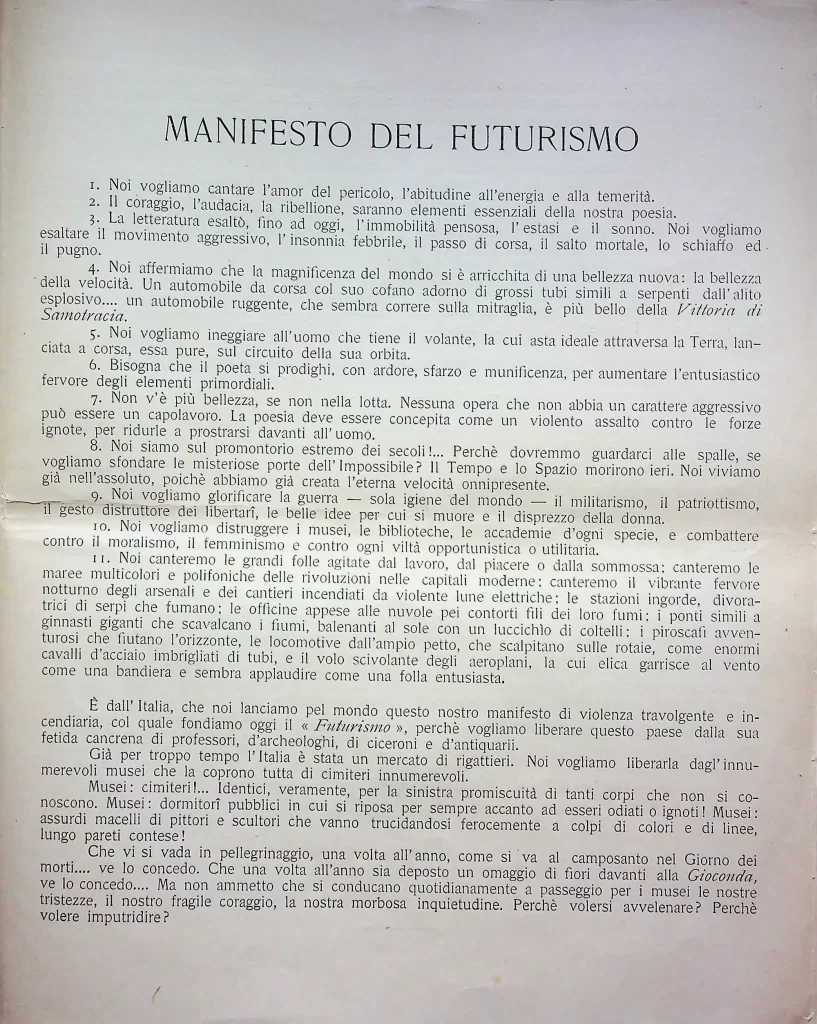 MANIFESTO DEL FUTURISMO
1. Noi vogliamo cantare l'amor del pericolo, l'abitudine all'energia e alla temerità.
2. Il coraggio, l'audacia, la ribellione, saranno elementi essenziali della nostra poesia.
3. La letteratura esaltò, fino ad oggi, l'immobilità pensosa, l'estasi e il sonno. Noi vogliamo
esaltare il movimento aggressivo, l'insonnia febbrile, il passo di corsa, il salto mortale, lo schiaffo ed
il pugno.
4. Noi affermiamo che la magnificenza del mondo si è arricchita di una bellezza nuova: la bellezza
della velocità. Un automobile da corsa col suo cofano adorno di grossi tubi simili a serpenti dall'alito
esplosivo.... un automobile ruggente, che sembra correre sulla mitraglia, è più bello della Vittoria di
Samotracia.
5. Noi vogliamo ineggiare all'uomo che tiene il volante, la cui asta ideale attraversa la Terra, lan-
ciata a corsa, essa pure, sul circuito della sua orbita.
6. Bisogna che il poeta si prodighi, con ardore, sfarzo e munificenza, per aumentare l'entusiastico
fervore degli elementi primordiali.
7. Non v'è più bellezza, se non nella lotta. Nessuna opera che non abbia un carattere aggressivo
può essere un capolavoro. La poesia deve essere concepita come un violento assalto contro le forze
ignote, per ridurle a prostrarsi davanti all'uomo.
8. Noi siamo sul promontorio estremo dei secoli!... Perchè dovremmo guardarci alle spalle, se
vogliamo sfondare le misteriose porte dell'Impossibile? Il Tempo e lo Spazio morirono ieri. Noi viviamo
già nell'assoluto, poichè abbiamo già creata l'eterna velocità onnipresente.
9. Noi vogliamo glorificare la guerra — sola igiene del mondo — il militarismo, il patriottismo,
il gesto distruttore dei libertarî, le belle idee per cui si muore e il disprezzo della donna.
10. Noi vogliamo distruggere i musei, le biblioteche, le accademie d'ogni specie, e combattere
contro il moralismo, il femminismo e contro ogni viltà opportunistica o utilitaria.
11. Noi canteremo le grandi folle agitate dal lavoro, dal piacere o dalla sommossa: canteremo le
maree multicolori e polifoniche delle rivoluzioni nelle capitali moderne; canteremo il vibrante fervore
notturno degli arsenali e dei cantieri incendiati da violente lune elettriche; le stazioni ingorde, divora-
trici di serpi che fumano; le officine appese alle nuvole pei contorti fili dei loro fumi; i ponti simili a
ginnasti giganti che scavalcano i fiumi, balenanti al sole con un luccichìo di coltelli; i piroscafi avven-
turosi che fiutano l'orizzonte, le locomotive dall'ampio petto, che scalpitano sulle rotaie, come enormi
cavalli d'acciaio imbrigliati di tubi, e il volo scivolante degli aeroplani, la cui elica garrisce al vento
come una bandiera e sembra applaudire come una folla entusiasta.
È dall'Italia, che noi lanciamo pel mondo questo nostro manifesto di violenza travolgente e in-
cendiaria, col quale fondiamo oggi il « Futurismo », perchè vogliamo liberare questo paese dalla sua
fetida cancrena di professori, d'archeologhi, di ciceroni e d'antiquarii.
Già per troppo tempo l'Italia è stata un mercato di rigattieri. Noi vogliamo liberarla dagl'innu-
merevoli musei che la coprono tutta di cimiteri innumerevoli.
Musei: cimiteri!... Identici, veramente, per la sinistra promiscuità di tanti corpi che non si co-
noscono. Musei: dormitorî pubblici in cui si riposa per sempre accanto ad esseri odiati o ignoti! Musei:
assurdi macelli di pittori e scultori che vanno trucidandosi ferocemente a colpi di colori e di linee,
lungo pareti contese!
Che vi si vada in pellegrinaggio, una volta all'anno, come si va al camposanto nel Giorno dei
morti.... ve lo concedo. Che una volta all'anno sia deposto un omaggio di fiori davanti alla Gioconda,
ve lo concedo.... Ma non ammetto che si conducano quotidianamente a passeggio per i musei le nostre
tristezze, il nostro fragile coraggio, la nostra morbosa inquietudine. Perchè volersi avvelenare? Perchè
volere imputridire?